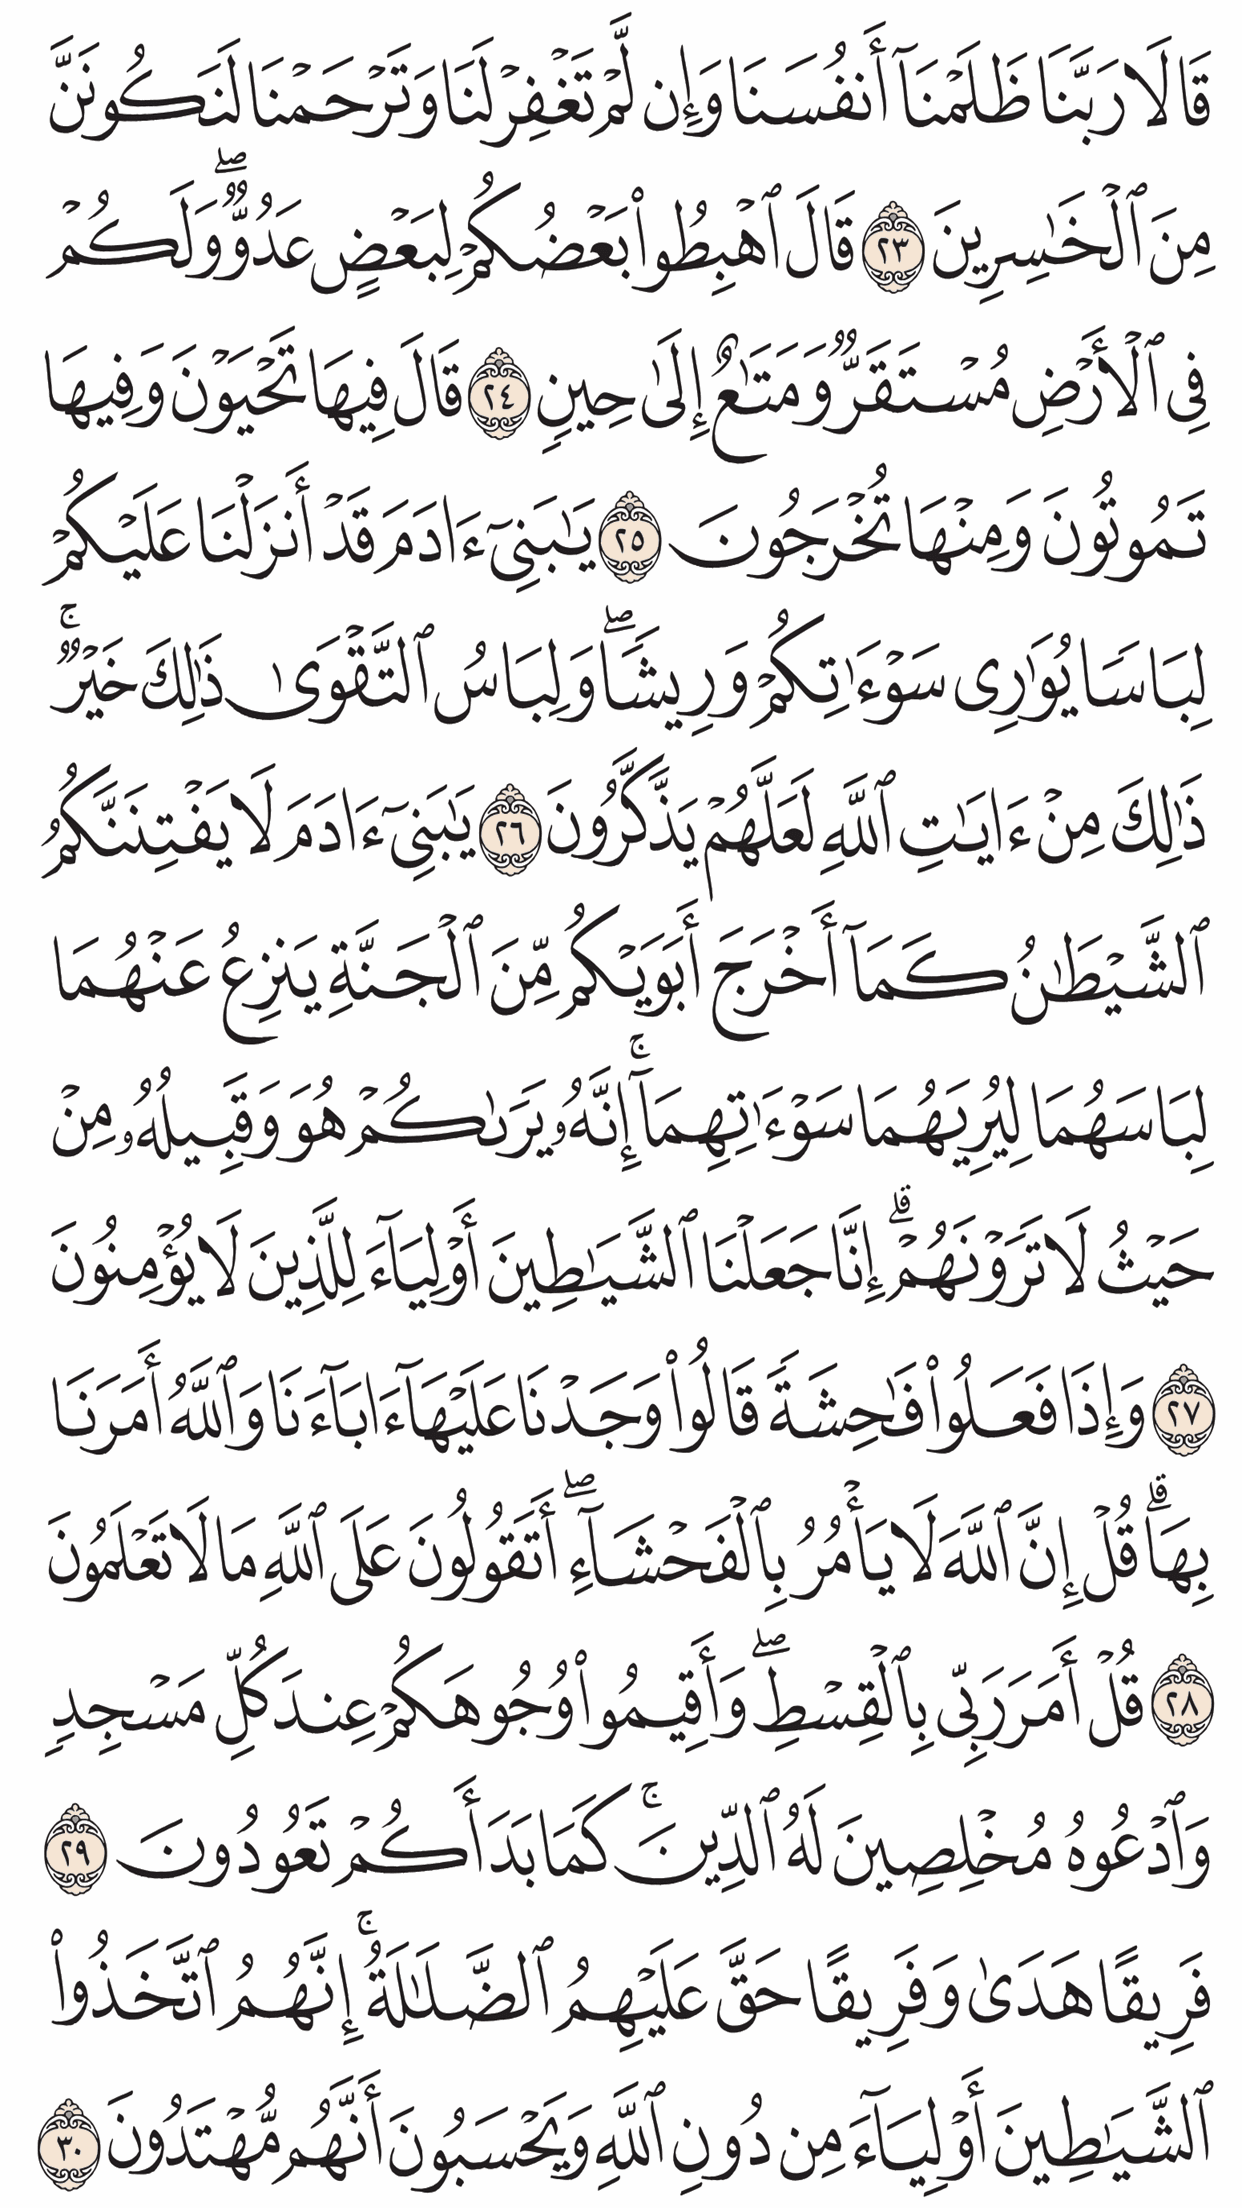 قَالَا رَبَّنَا ظَلَمْنَآ أَنفُسَنَا وَإِن لَّمْ تَغْفِرْ لَنَا وَتَرْحَمْنَا لَنَكُونَنَّ
مِنَ ٱلْخَٰسِرِينَ ٢٣ قَالَ ٱهْبِطُوا۟ بَعْضُكُمْ لِبَعْضٍ عَدُوٌّ ۖ وَلَكُمْ
فِى ٱلْأَرْضِ مُسْتَقَرٌّ وَمَتَٰعٌ إِلَىٰ حِينٍ ٢٤ قَالَ فِيهَا تَحْيَوْنَ وَفِيهَا
تَمُوتُونَ وَمِنْهَا تُخْرَجُونَ ٢٥ يَٰبَنِىٓ ءَادَمَ قَدْ أَنزَلْنَا عَلَيْكُمْ
لِبَاسًا يُوَٰرِى سَوْءَٰتِكُمْ وَرِيشًا ۖ وَلِبَاسُ ٱلتَّقْوَىٰ ذَٰلِكَ خَيْرٌ ۚ
ذَٰلِكَ مِنْ ءَايَٰتِ ٱللَّهِ لَعَلَّهُمْ يَذَّكَّرُونَ ٢٦ يَٰبَنِىٓ ءَادَمَ لَا يَفْتِنَنَّكُمُ
ٱلشَّيْطَٰنُ كَمَآ أَخْرَجَ أَبَوَيْكُم مِّنَ ٱلْجَنَّةِ يَنزِعُ عَنْهُمَا
لِبَاسَهُمَا لِيُرِيَهُمَا سَوْءَٰتِهِمَآ ۚ إِنَّهُۥ يَرَىٰكُمْ هُوَ وَقَبِيلُهُۥ مِنْ
حَيْثُ لَا تَرَوْنَهُمْ ۗ إِنَّا جَعَلْنَا ٱلشَّيَٰطِينَ أَوْلِيَآءَ لِلَّذِينَ لَا يُؤْمِنُونَ
٢٧ وَإِذَا فَعَلُوا۟ فَٰحِشَةً قَالُوا۟ وَجَدْنَا عَلَيْهَآ ءَابَآءَنَا وَٱللَّهُ أَمَرَنَا
بِهَا ۗ قُلْ إِنَّ ٱللَّهَ لَا يَأْمُرُ بِٱلْفَحْشَآءِ ۖ أَتَقُولُونَ عَلَى ٱللَّهِ مَا لَا تَعْلَمُونَ
٢٨ قُلْ أَمَرَ رَبِّى بِٱلْقِسْطِ ۖ وَأَقِيمُوا۟ وُجُوهَكُمْ عِندَ كُلِّ مَسْجِدٍ
وَٱدْعُوهُ مُخْلِصِينَ لَهُ ٱلدِّينَ ۚ كَمَا بَدَأَكُمْ تَعُودُونَ ٢٩
فَرِيقًا هَدَىٰ وَفَرِيقًا حَقَّ عَلَيْهِمُ ٱلضَّلَٰلَةُ ۚ إِنَّهُمُ ٱتَّخَذُوا۟
ٱلشَّيَٰطِينَ أَوْلِيَآءَ مِن دُونِ ٱللَّهِ وَيَحْسَبُونَ أَنَّهُم مُّهْتَدُونَ ٣٠